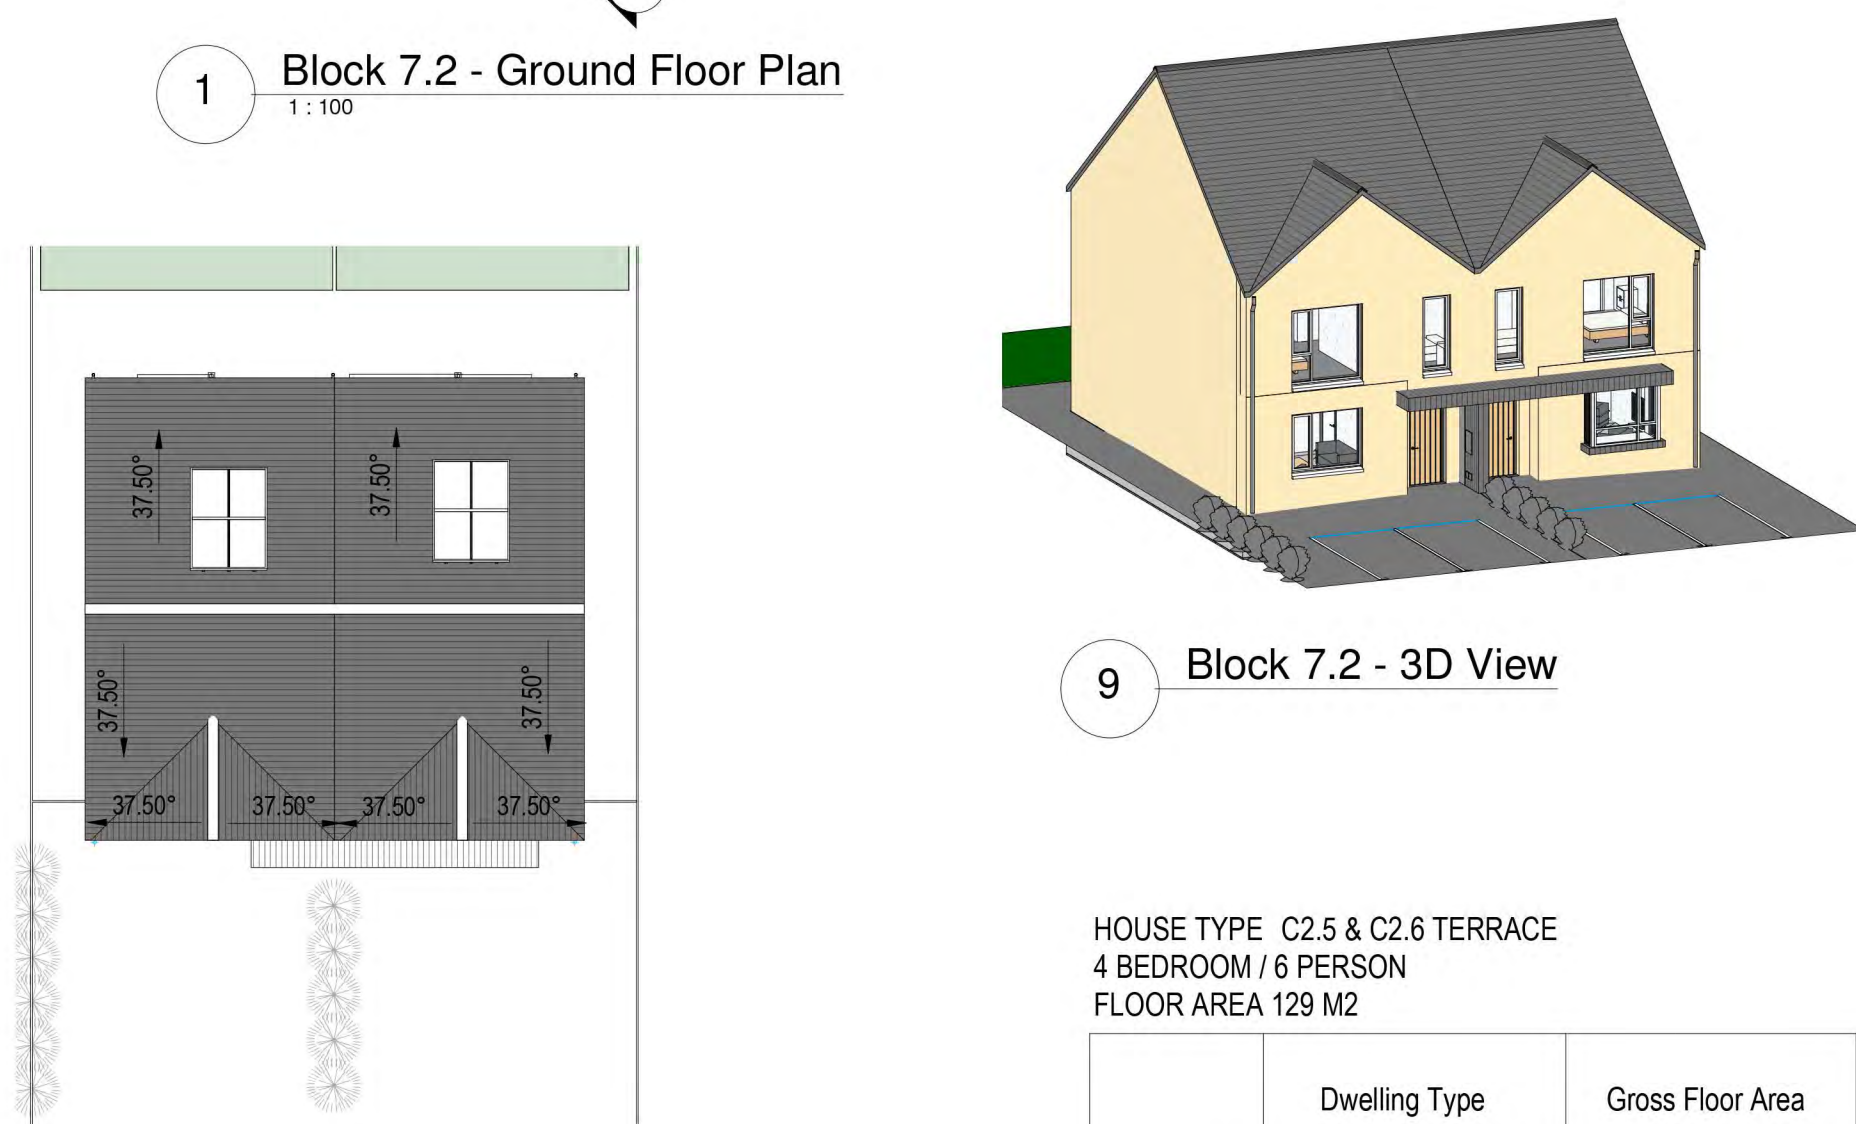 1
Block 7.2 - Ground Floor Plan
1 : 100
37.50°
37.50°
37.50°
37.50°
37.50°
37.50°
37.50°
37.50°
9
Block 7.2 - 3D View
HOUSE TYPE C2.5 & C2.6 TERRACE
4 BEDROOM / 6 PERSON
FLOOR AREA 129 M2
Dwelling Type
Gross Floor Area